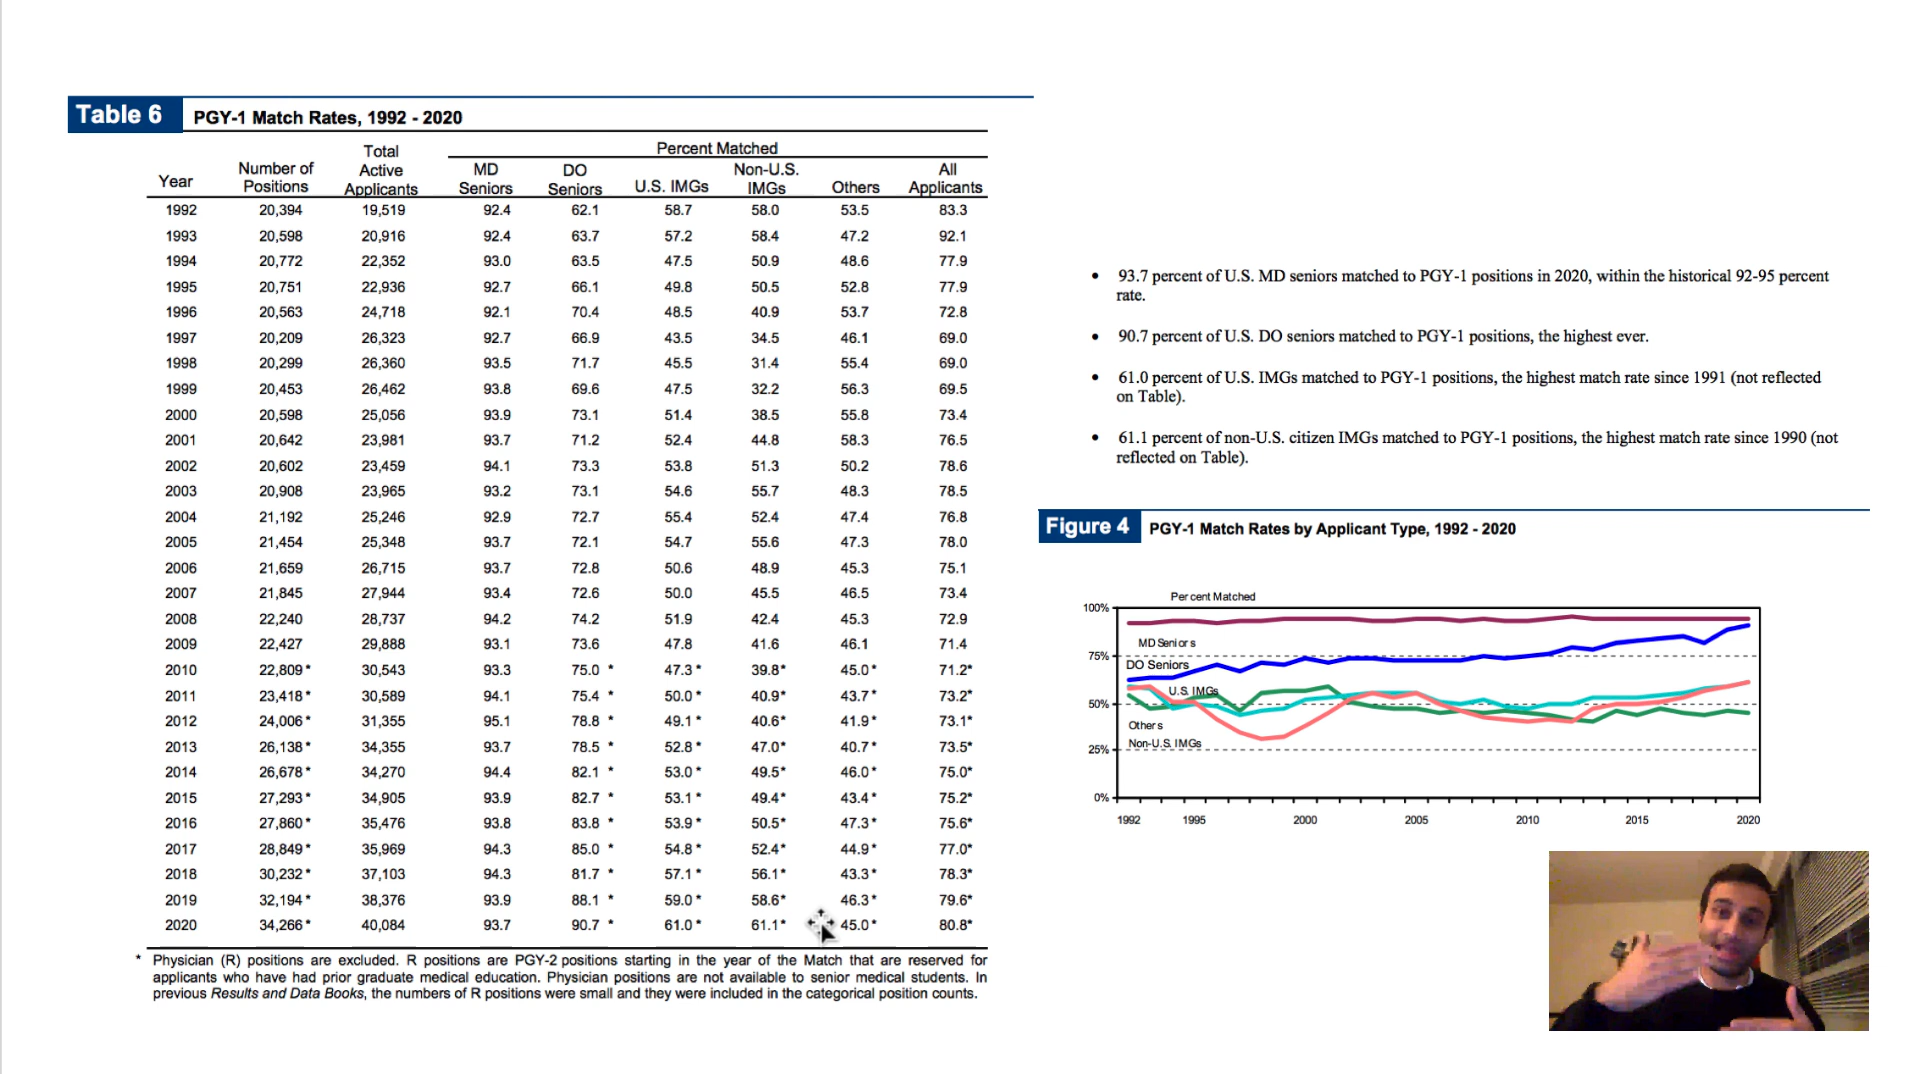 Table 6 PGY-1 Match Rates, 1992 - 2020
Percent Matched
Year Number of Positions Total Active Applicants MD Seniors DO Seniors U.S. IMGs Non-U.S. IMGs Others All Applicants
1992 20,394 19,519 92.4 62.1 58.7 58.0 53.5 83.3
1993 20,598 20,916 92.4 63.7 57.2 58.4 47.2 92.1
1994 20,772 22,352 93.0 63.5 47.5 50.9 48.6 77.9
1995 20,751 22,936 92.7 66.1 49.8 50.5 52.8 77.9
1996 20,563 24,718 92.1 70.4 48.5 40.9 53.7 72.8
1997 20,209 26,323 92.7 66.9 43.5 34.5 46.1 69.0
1998 20,299 26,360 93.5 71.7 45.5 31.4 55.4 69.0
1999 20,453 26,462 93.8 69.6 47.5 32.2 56.3 69.5
2000 20,598 25,056 93.9 73.1 51.4 38.5 55.8 73.4
2001 20,642 23,981 93.7 71.2 52.4 44.8 58.3 76.5
2002 20,602 23,459 94.1 73.3 53.8 51.3 50.2 78.6
2003 20,908 23,965 93.2 73.1 54.6 55.7 48.3 78.5
2004 21,192 25,246 92.9 72.7 55.4 52.4 47.4 76.8
2005 21,454 25,348 93.7 72.1 54.7 55.6 47.3 78.0
2006 21,659 26,715 93.7 72.8 50.6 48.9 45.3 75.1
2007 21,845 27,944 93.4 72.6 50.0 45.5 46.5 73.4
2008 22,240 28,737 94.2 74.2 51.9 42.4 45.3 72.9
2009 22,427 29,888 93.1 73.6 47.8 41.6 46.1 71.4
2010 22,809* 30,543 93.3 75.0 * 47.3* 39.8* 45.0* 71.2*
2011 23,418* 30,589 94.1 75.4 * 50.0* 40.9* 43.7* 73.2*
2012 24,006* 31,355 95.1 78.8 * 49.1* 40.6* 41.9* 73.1*
2013 26,138* 34,355 93.7 78.5 * 52.8* 47.0* 40.7* 73.5*
2014 26,678* 34,270 94.4 82.1 * 53.0* 49.5* 46.0* 75.0*
2015 27,293* 34,905 93.9 82.7 * 53.1* 49.4* 43.4* 75.2*
2016 27,860* 35,476 93.8 83.8 * 53.9* 50.5* 47.3* 75.6*
2017 28,849* 35,969 94.3 85.0 * 54.8* 52.4* 44.9* 77.0*
2018 30,232* 37,103 94.3 81.7 * 57.1* 56.1* 43.3* 78.3*
2019 32,194* 38,376 93.9 88.1 * 59.0* 58.6* 46.3* 79.6*
2020 34,266* 40,084 93.7 90.7 * 61.0* 61.1* 45.0* 80.8*
* Physician (R) positions are excluded. R positions are PGY-2 positions starting in the year of the Match that are reserved for
applicants who have had prior graduate medical education. Physician positions are not available to senior medical students. In
previous Results and Data Books, the numbers of R positions were small and they were included in the categorical position counts.
• 93.7 percent of U.S. MD seniors matched to PGY-1 positions in 2020, within the historical 92-95 percent
rate.
• 90.7 percent of U.S. DO seniors matched to PGY-1 positions, the highest ever.
• 61.0 percent of U.S. IMGs matched to PGY-1 positions, the highest match rate since 1991 (not reflected
on Table).
• 61.1 percent of non-U.S. citizen IMGs matched to PGY-1 positions, the highest match rate since 1990 (not
reflected on Table).
Figure 4 PGY-1 Match Rates by Applicant Type, 1992 - 2020
Percent Matched
100%
MD Seniors
75%
DO Seniors
U.S. IMGs
50%
Others
Non-U.S. IMGs
25%
0%
1992 1995 2000 2005 2010 2015 2020